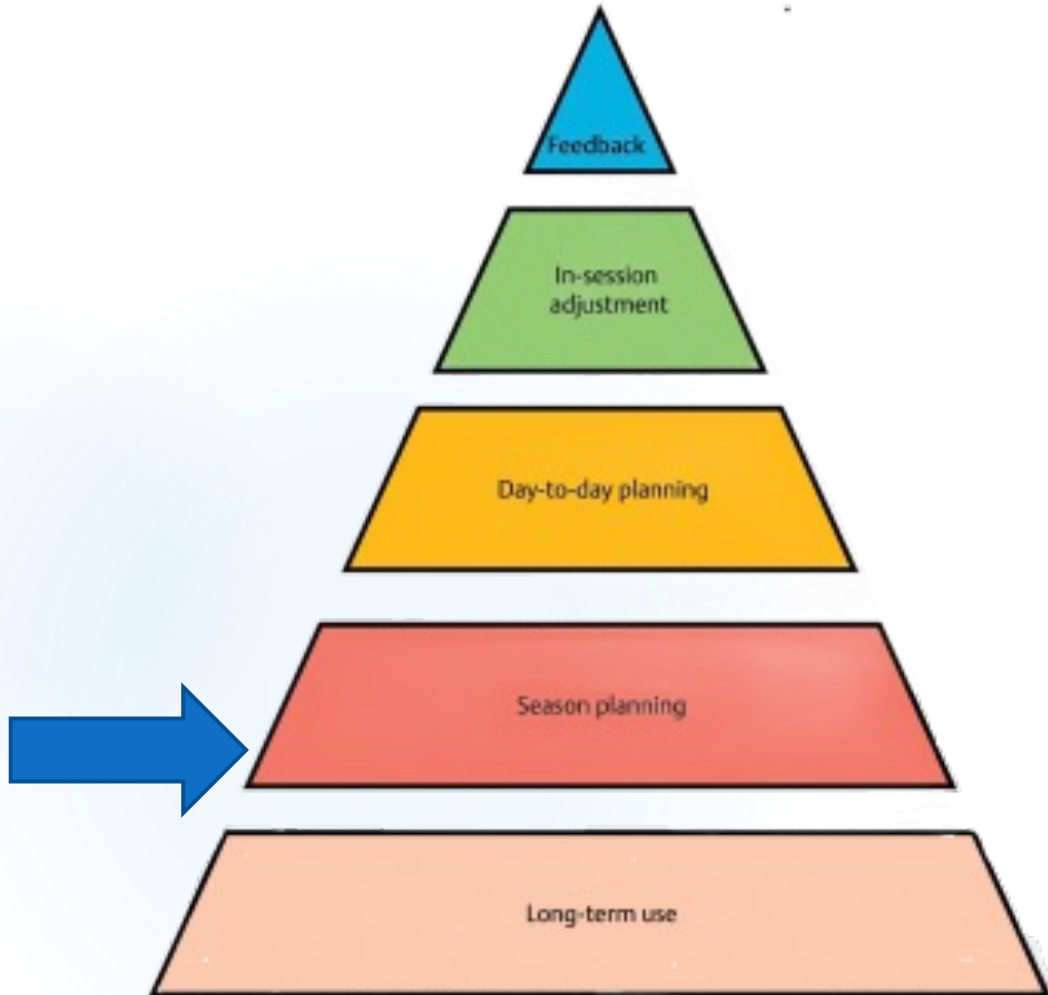 Feedback
In-session
adjustment
Day-to-day planning
Season planning
Long-term use